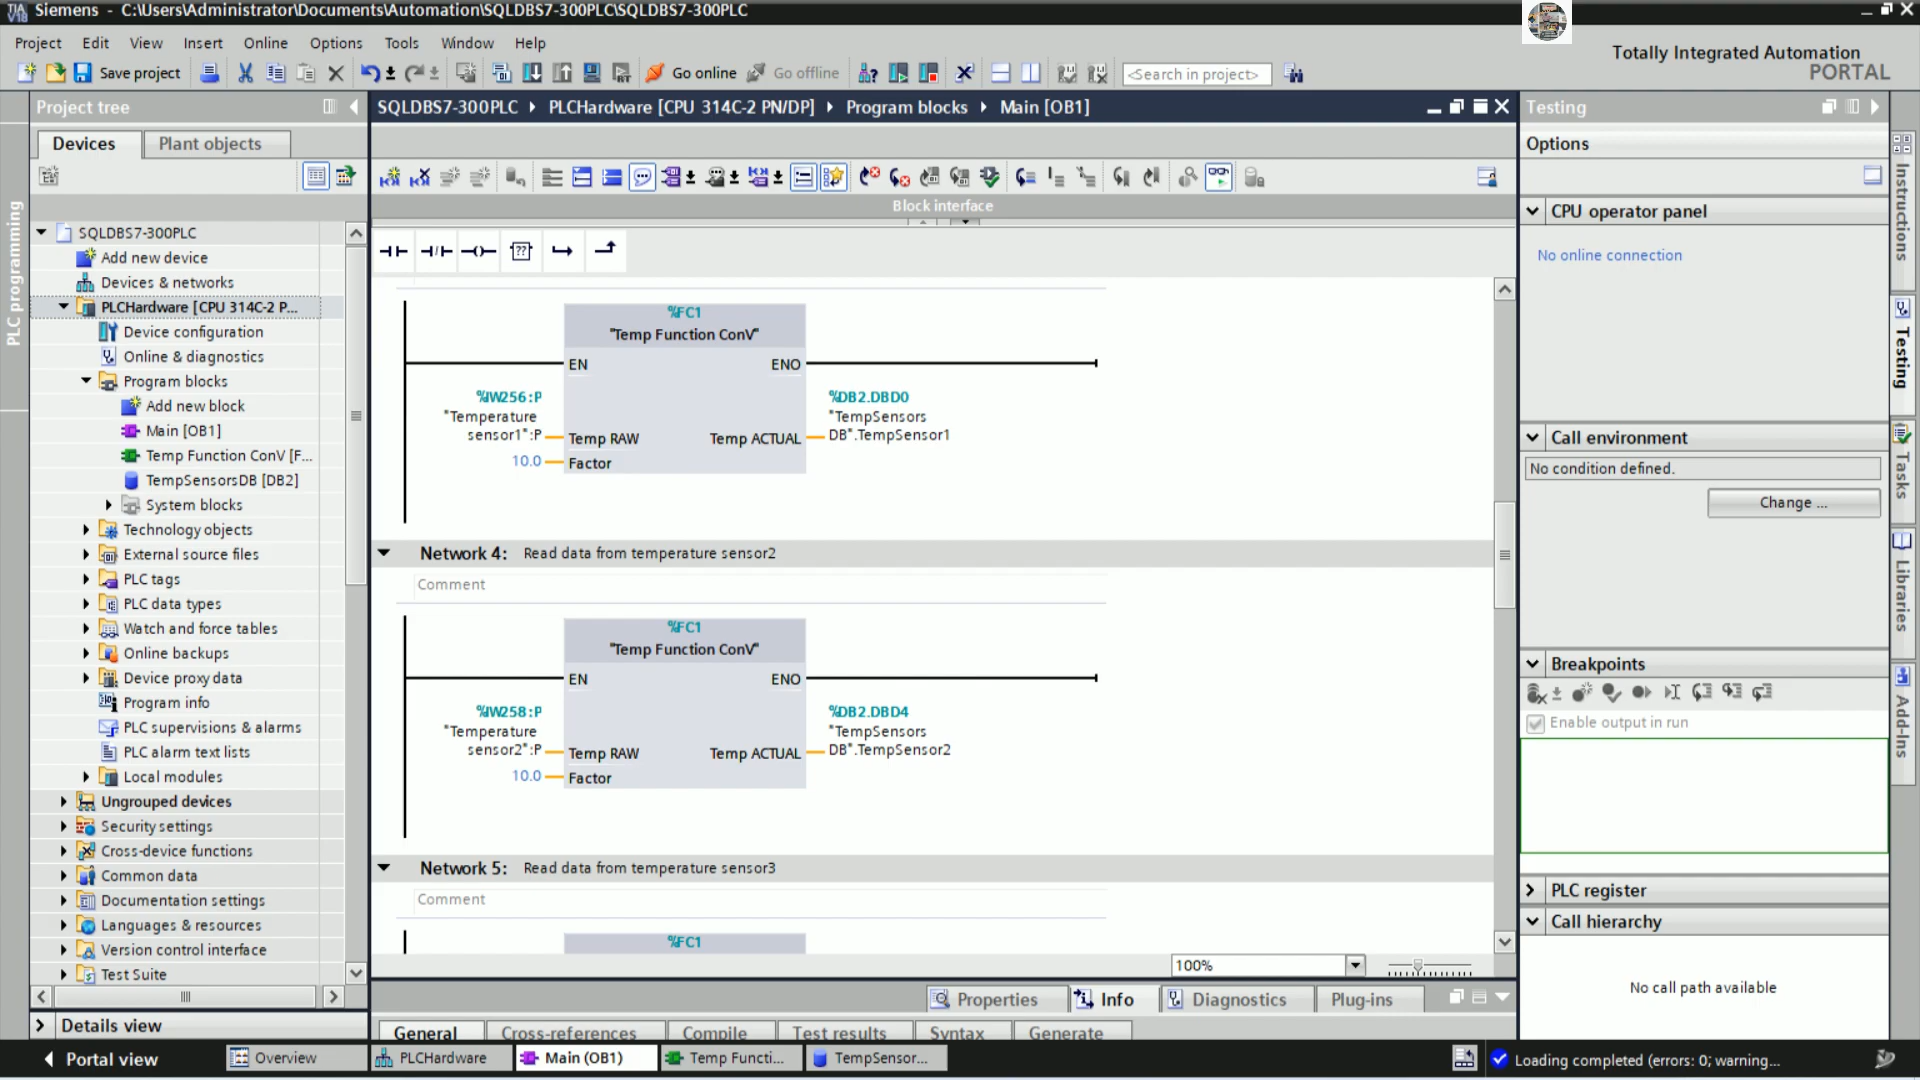 Siemens - C:\Users\Administrator\Documents\Automation\SQLDBS7-300PLC\SQLDBS7-300PLC
Project Edit View Insert Online Options Tools Window Help
Totally Integrated Automation
PORTAL
Save project
Go online
Go offline
<Search in project>
Project tree
SQLDBS7-300PLC PLCHardware [CPU 314C-2 PN/DP] Program blocks Main [OB1]
Testing
Devices
Plant objects
Options
Block interface
PLC programming
SQLDBS7-300PLC
Add new device
Devices & networks
PLCHardware [CPU 314C-2 P...
Device configuration
Online & diagnostics
Program blocks
Add new block
Main [OB1]
Temp Function ConV [F...
TempSensorsDB [DB2]
System blocks
Technology objects
External source files
PLC tags
PLC data types
Watch and force tables
Online backups
Device proxy data
Program info
PLC supervisions & alarms
PLC alarm text lists
Local modules
Ungrouped devices
Security settings
Cross-device functions
Common data
Documentation settings
Languages & resources
Version control interface
Test Suite
Details view
??
%FC1
"Temp Function ConV"
EN
ENO
%IW256:P
"Temperature
sensor1":P
Temp RAW
10.0
Factor
Temp ACTUAL
%DB2.DBD0
"TempSensors
DB".TempSensor1
Network 4: Read data from temperature sensor2
Comment
%FC1
"Temp Function ConV"
EN
ENO
%IW258:P
"Temperature
sensor2":P
Temp RAW
10.0
Factor
Temp ACTUAL
%DB2.DBD4
"TempSensors
DB".TempSensor2
Network 5: Read data from temperature sensor3
Comment
%FC1
100%
Properties
Info
Diagnostics
Plug-ins
General
Cross-references
Compile
Test results
Syntax
Generate
CPU operator panel
No online connection
Call environment
No condition defined.
Change ...
Breakpoints
Enable output in run
PLC register
Call hierarchy
No call path available
Instructions
Testing
Tasks
Libraries
Add-Ins
Portal view
Overview
PLCHardware
Main (OB1)
Temp Functi...
TempSensor...
Loading completed (errors: 0; warning...